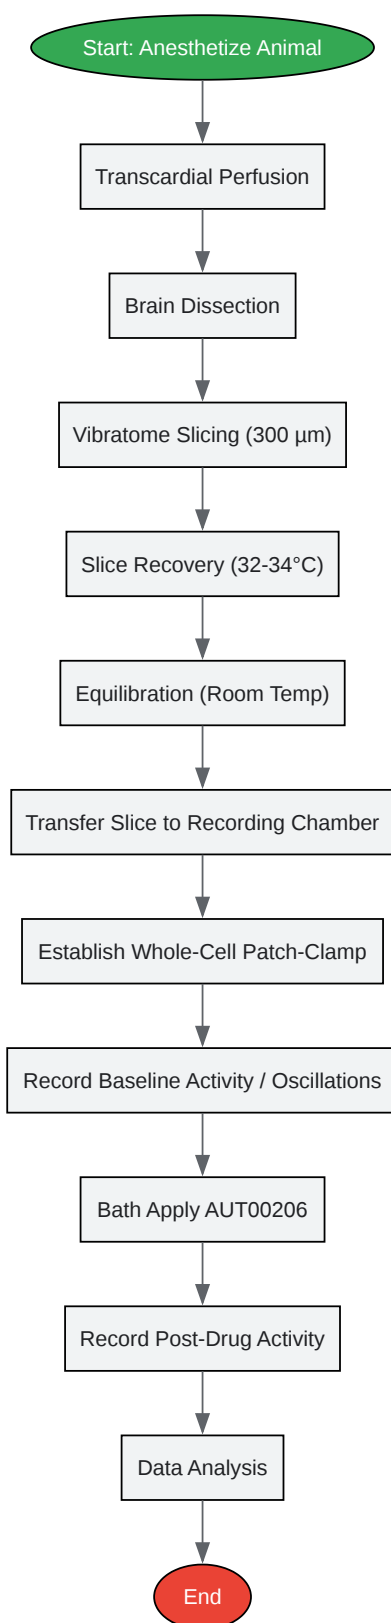 Start: Anesthetize Animal
Transcardial Perfusion
Brain Dissection
Vibratome Slicing (300 µm)
Slice Recovery (32-34°C)
Equilibration (Room Temp)
Transfer Slice to Recording Chamber
Establish Whole-Cell Patch-Clamp
Record Baseline Activity / Oscillations
Bath Apply AUT00206
Record Post-Drug Activity
Data Analysis
End